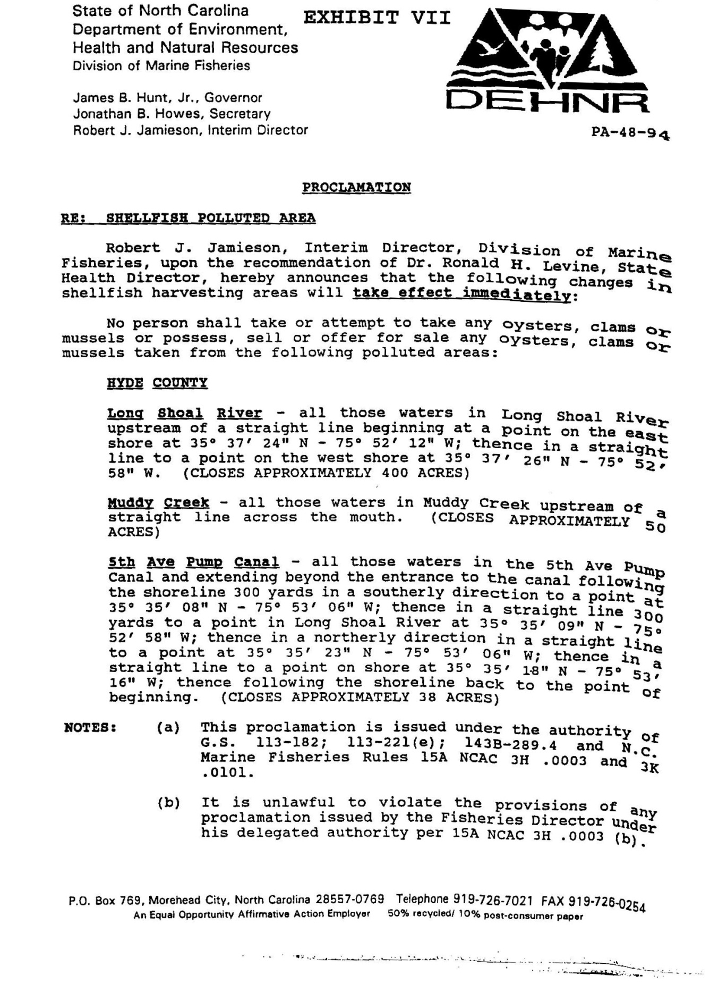 State of North Carolina
Department of Environment,
Health and Natural Resources
Division of Marine Fisheries
EXHIBIT VII
James B. Hunt, Jr., Governor
Jonathan B. Howes, Secretary
Robert J. Jamieson, Interim Director
DEHNR
PA-48-94
PROCLAMATION
RE: SHELLFISH POLLUTED AREA
Robert J. Jamieson, Interim Director, Division of Marine
Fisheries, upon the recommendation of Dr. Ronald H. Levine, State
Health Director, hereby announces that the following changes in
shellfish harvesting areas will take effect immediately:
No person shall take or attempt to take any oysters, clams or
mussels or possess, sell or offer for sale any oysters, clams or
mussels taken from the following polluted areas:
HYDE COUNTY
Long Shoal River - all those waters in Long Shoal River
upstream of a straight line beginning at a point on the east
shore at 35° 37' 24" N - 75° 52' 12" W; thence in a straight
line to a point on the west shore at 35° 37' 26" N - 75° 52'
58" W. (CLOSES APPROXIMATELY 400 ACRES)
Muddy Creek - all those waters in Muddy Creek upstream of a
straight line across the mouth. (CLOSES APPROXIMATELY 50
ACRES)
5th Ave Pump Canal - all those waters in the 5th Ave Pump
Canal and extending beyond the entrance to the canal following
the shoreline 300 yards in a southerly direction to a point at
35° 35' 08" N - 75° 53' 06" W; thence in a straight line 300
yards to a point in Long Shoal River at 35° 35' 09" N - 75°
52' 58" W; thence in a northerly direction in a straight line
to a point at 35° 35' 23" N - 75° 53' 06" W; thence in a
straight line to a point on shore at 35° 35' 18" N - 75° 53'
16" W; thence following the shoreline back to the point of
beginning. (CLOSES APPROXIMATELY 38 ACRES)
NOTES: (a) This proclamation is issued under the authority of
G.S. 113-182; 113-221(e); 143B-289.4 and N.C.
Marine Fisheries Rules 15A NCAC 3H .0003 and 3K
.0101.
(b) It is unlawful to violate the provisions of any
proclamation issued by the Fisheries Director under
his delegated authority per 15A NCAC 3H .0003 (b).
P.O. Box 769, Morehead City, North Carolina 28557-0769 Telephone 919-726-7021 FAX 919-726-0254
An Equal Opportunity Affirmative Action Employer 50% recycled/ 10% post-consumer paper